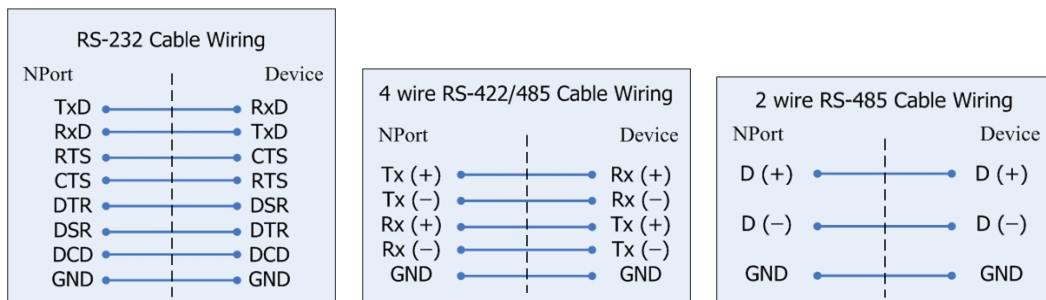 RS-232 Cable Wiring
NPort Device
TxD RxD
RxD TxD
RTS CTS
CTS RTS
DTR DSR
DSR DTR
DCD DCD
GND GND
4 wire RS-422/485 Cable Wiring
NPort Device
Tx (+) Rx (+)
Tx (−) Rx (−)
Rx (+) Tx (+)
Rx (−) Tx (−)
GND GND
2 wire RS-485 Cable Wiring
NPort Device
D (+) D (+)
D (−) D (−)
GND GND